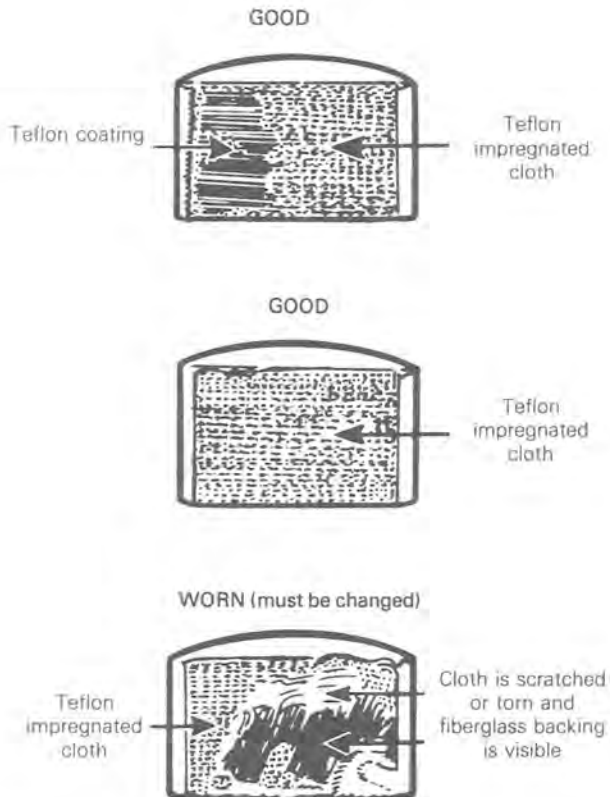 GOOD
Teflon coating
Teflon
impregnated
cloth
GOOD
Teflon
impregnated
cloth
WORN (must be changed)
Teflon
impregnated
cloth
Cloth is scratched
or torn and
fiberglass backing
is visible